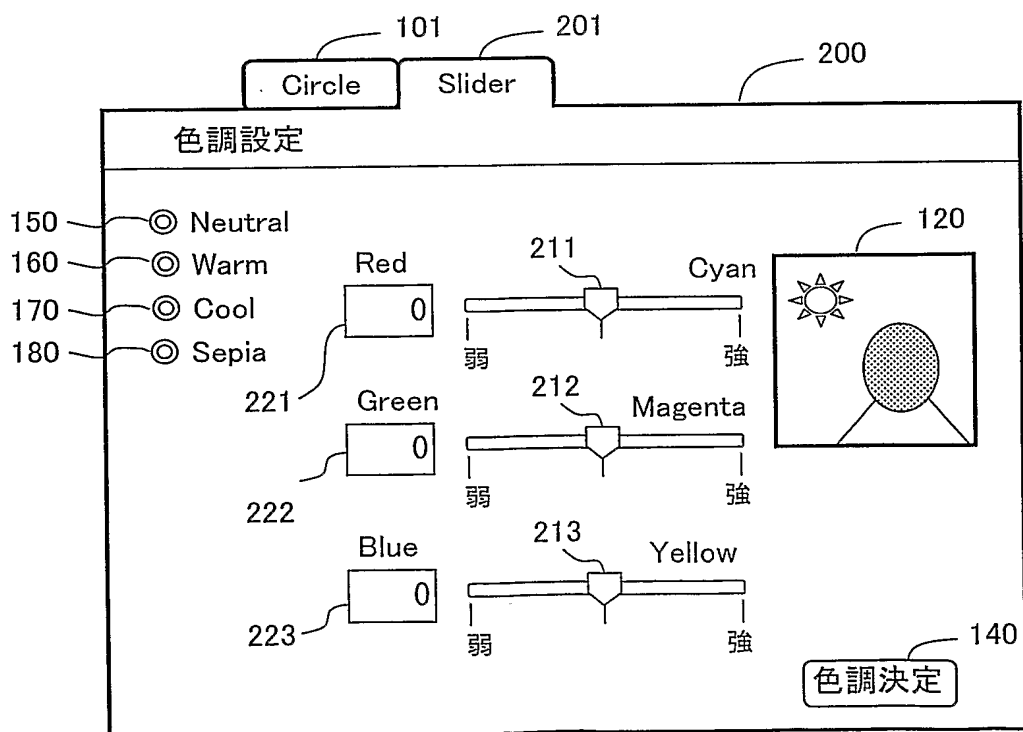 101
201
200
Circle
Slider
色調設定
150
Neutral
160
Warm
170
Cool
180
Sepia
Red
0
221
211
Cyan
弱
強
120
Green
0
222
212
Magenta
弱
強
Blue
0
223
213
Yellow
弱
強
140
色調決定